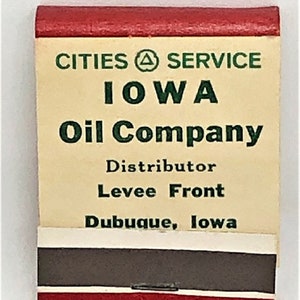 CITIES SERVICE
IOWA
Oil Company
Distributor
Levee Front
Dubuque, Iowa